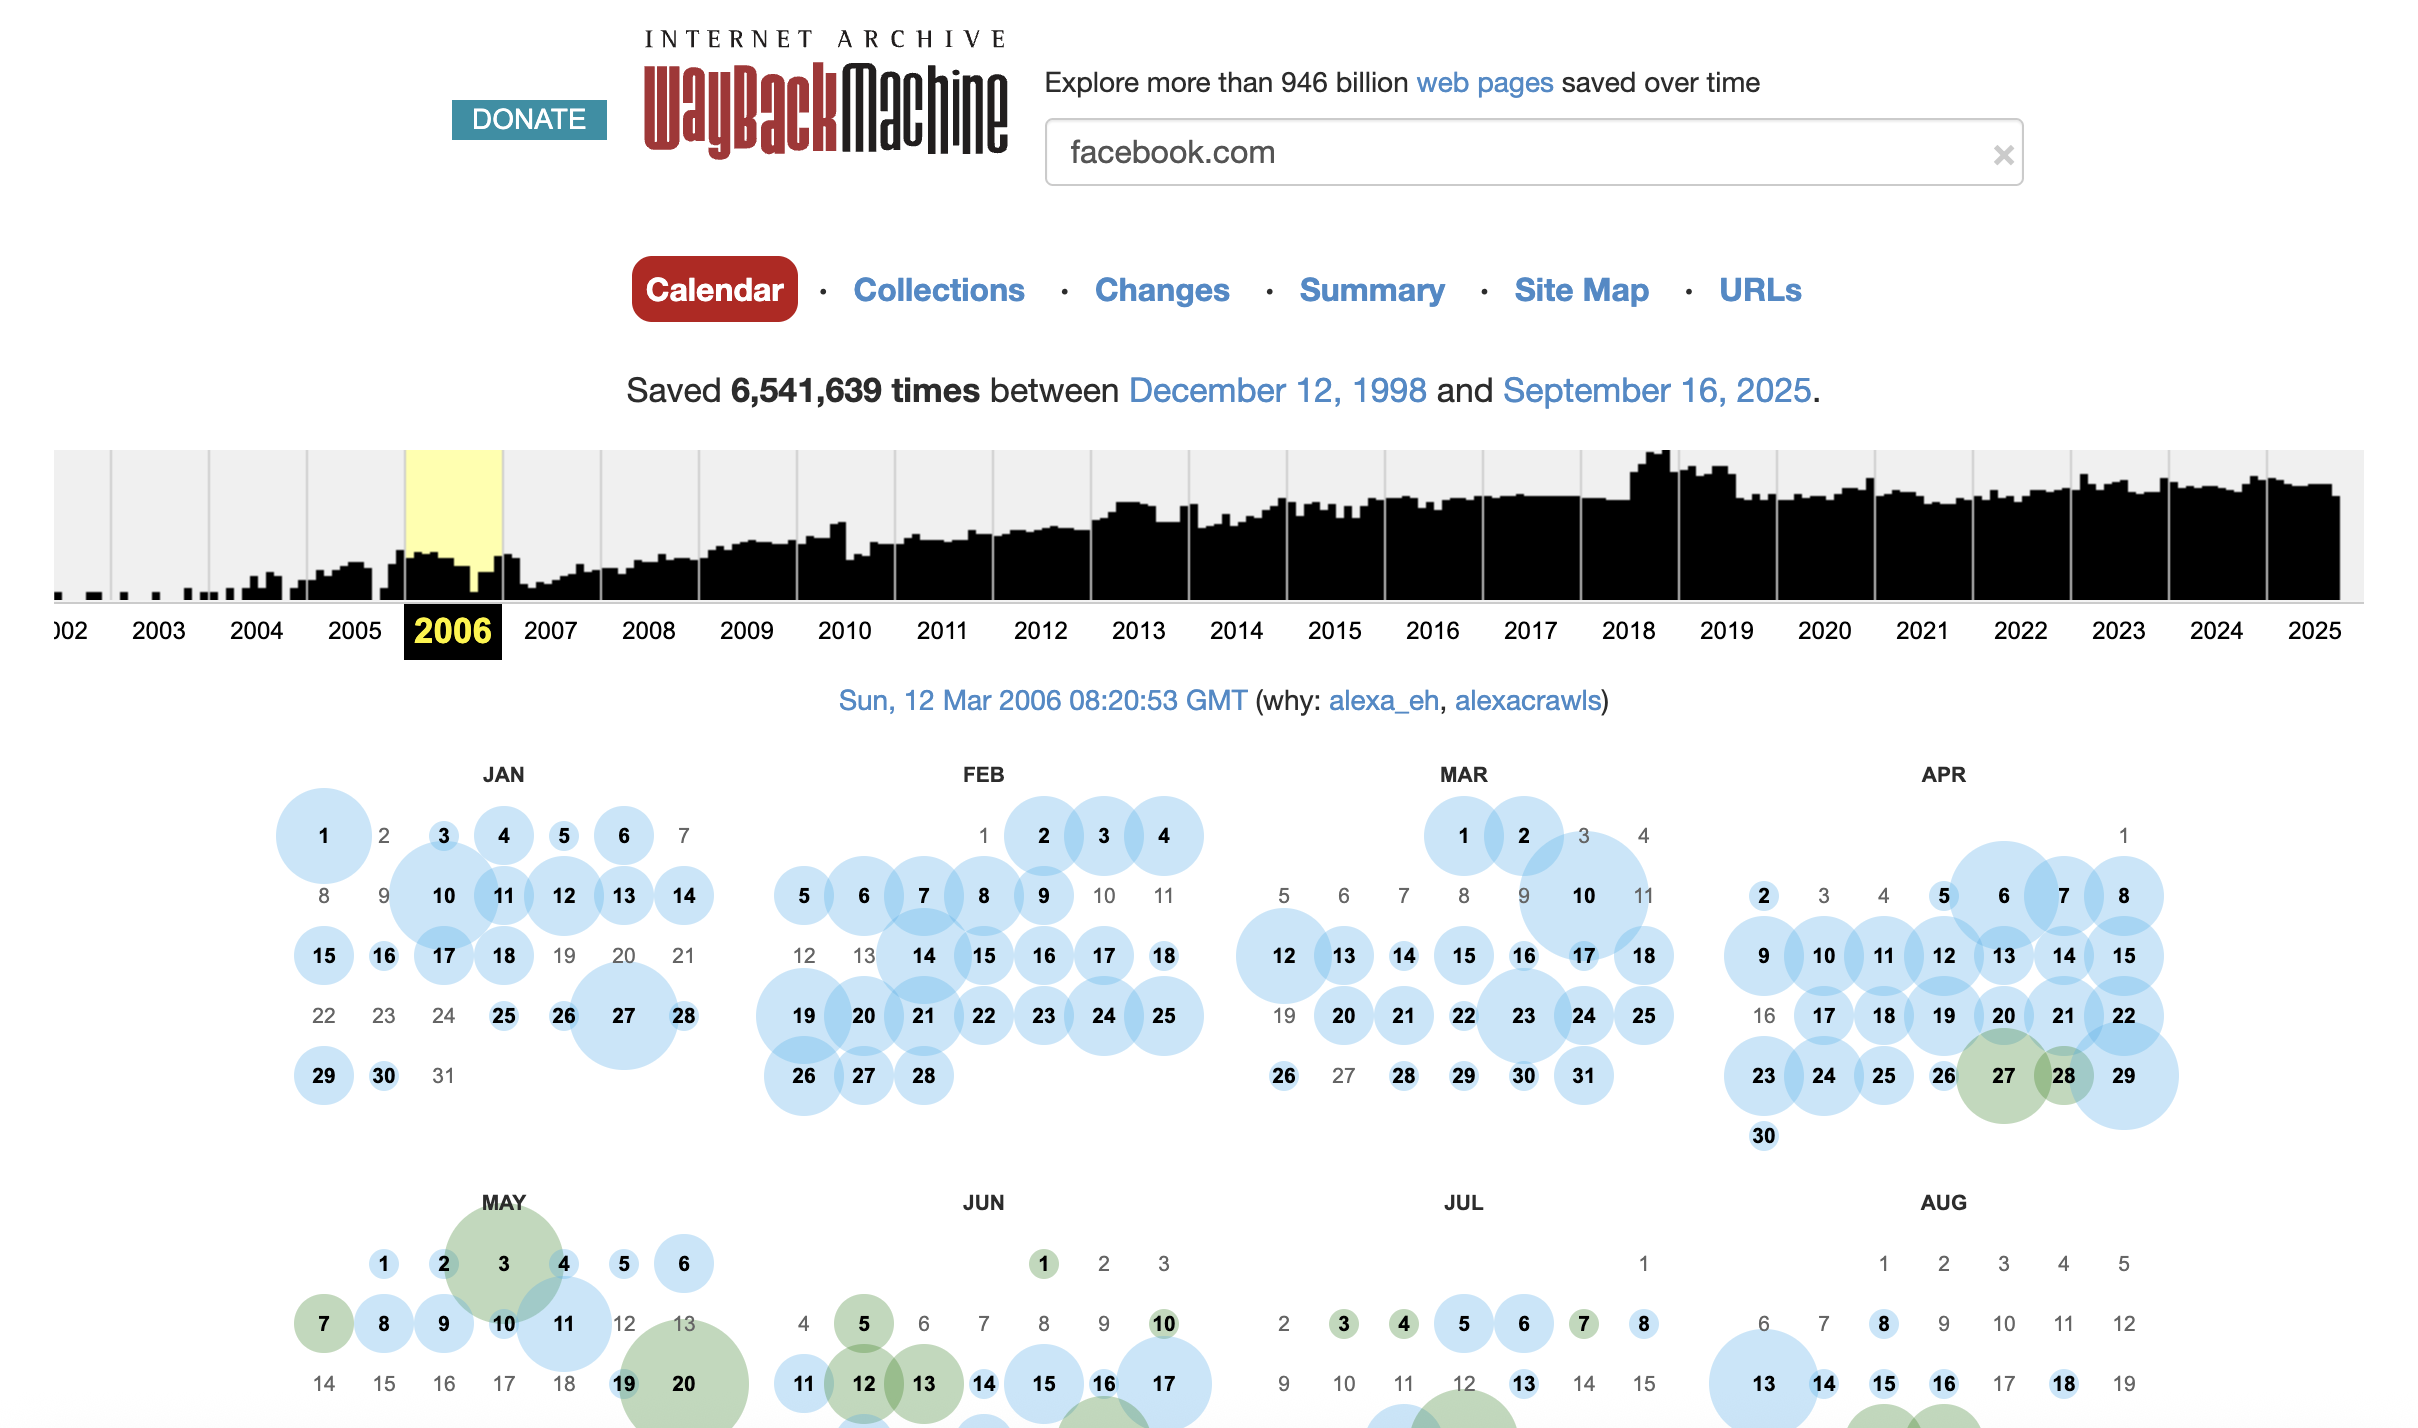 INTERNET ARCHIVE
WayBackMachine
DONATE
Explore more than 946 billion web pages saved over time
facebook.com ×
Calendar · Collections · Changes · Summary · Site Map · URLs
Saved 6,541,639 times between December 12, 1998 and September 16, 2025.
002 2003 2004 2005 2006 2007 2008 2009 2010 2011 2012 2013 2014 2015 2016 2017 2018 2019 2020 2021 2022 2023 2024 2025
Sun, 12 Mar 2006 08:20:53 GMT (why: alexa_eh, alexacrawls)
JAN
1 2 3 4 5 6 7
8 9 10 11 12 13 14
15 16 17 18 19 20 21
22 23 24 25 26 27 28
29 30 31
FEB
1 2 3 4
5 6 7 8 9 10 11
12 13 14 15 16 17 18
19 20 21 22 23 24 25
26 27 28
MAR
1 2 3 4
5 6 7 8 9 10 11
12 13 14 15 16 17 18
19 20 21 22 23 24 25
26 27 28 29 30 31
APR
1
2 3 4 5 6 7 8
9 10 11 12 13 14 15
16 17 18 19 20 21 22
23 24 25 26 27 28 29
30
MAY
1 2 3 4 5 6
7 8 9 10 11 12 13
14 15 16 17 18 19 20
JUN
1 2 3
4 5 6 7 8 9 10
11 12 13 14 15 16 17
JUL
1
2 3 4 5 6 7 8
9 10 11 12 13 14 15
AUG
1 2 3 4 5
6 7 8 9 10 11 12
13 14 15 16 17 18 19